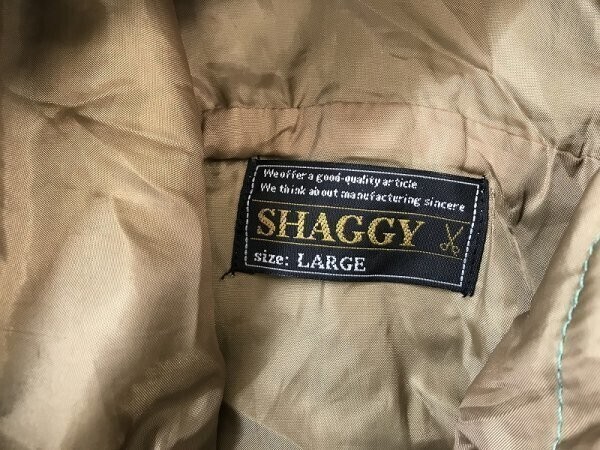 We offer a good-quality article
We think about manufacturing sincere
SHAGGY
size: LARGE